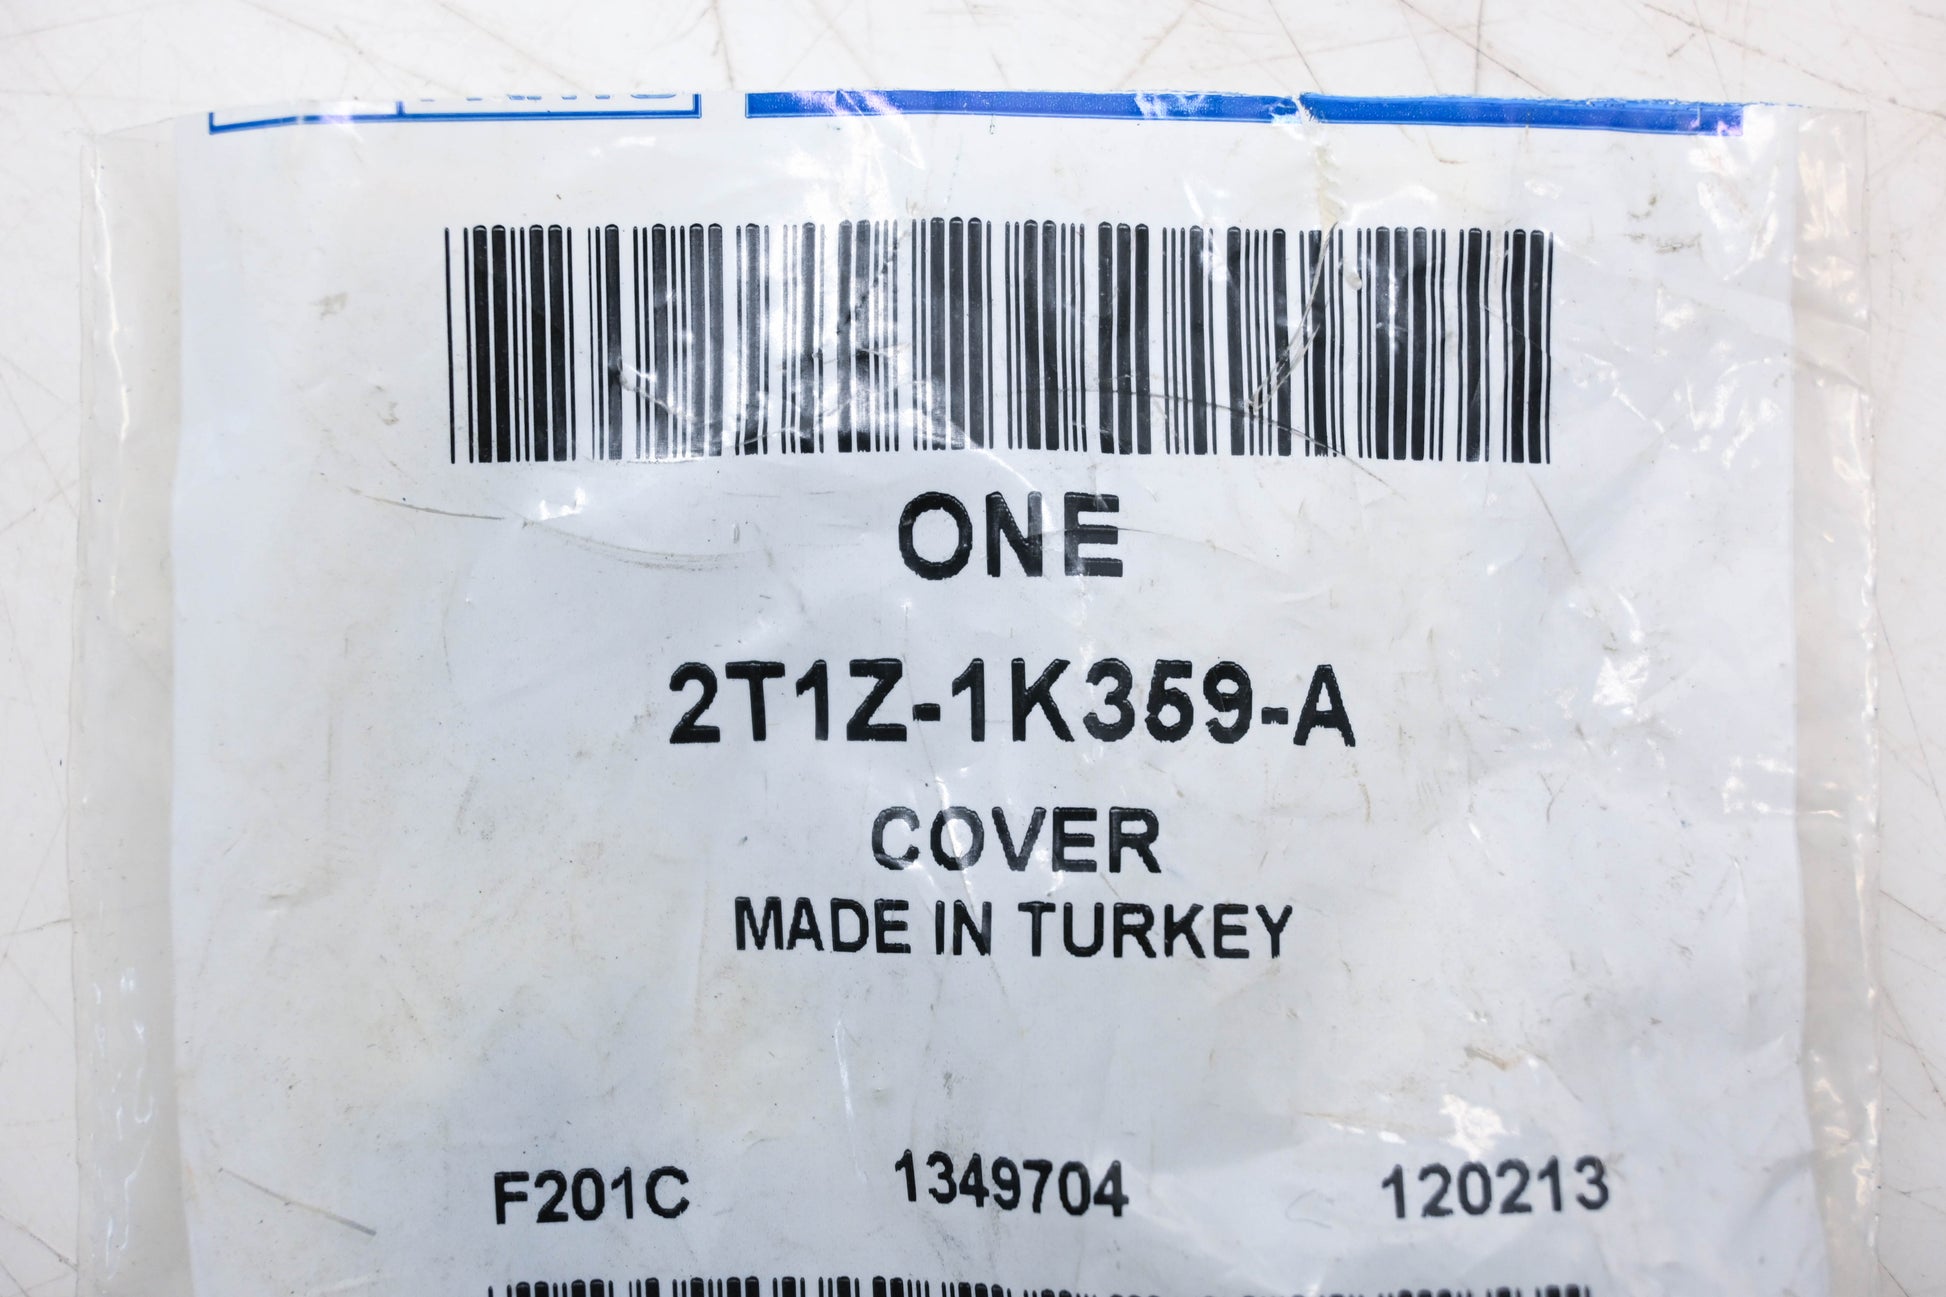 ONE
2T1Z-1K359-A
COVER
MADE IN TURKEY
F201C 1349704 120213